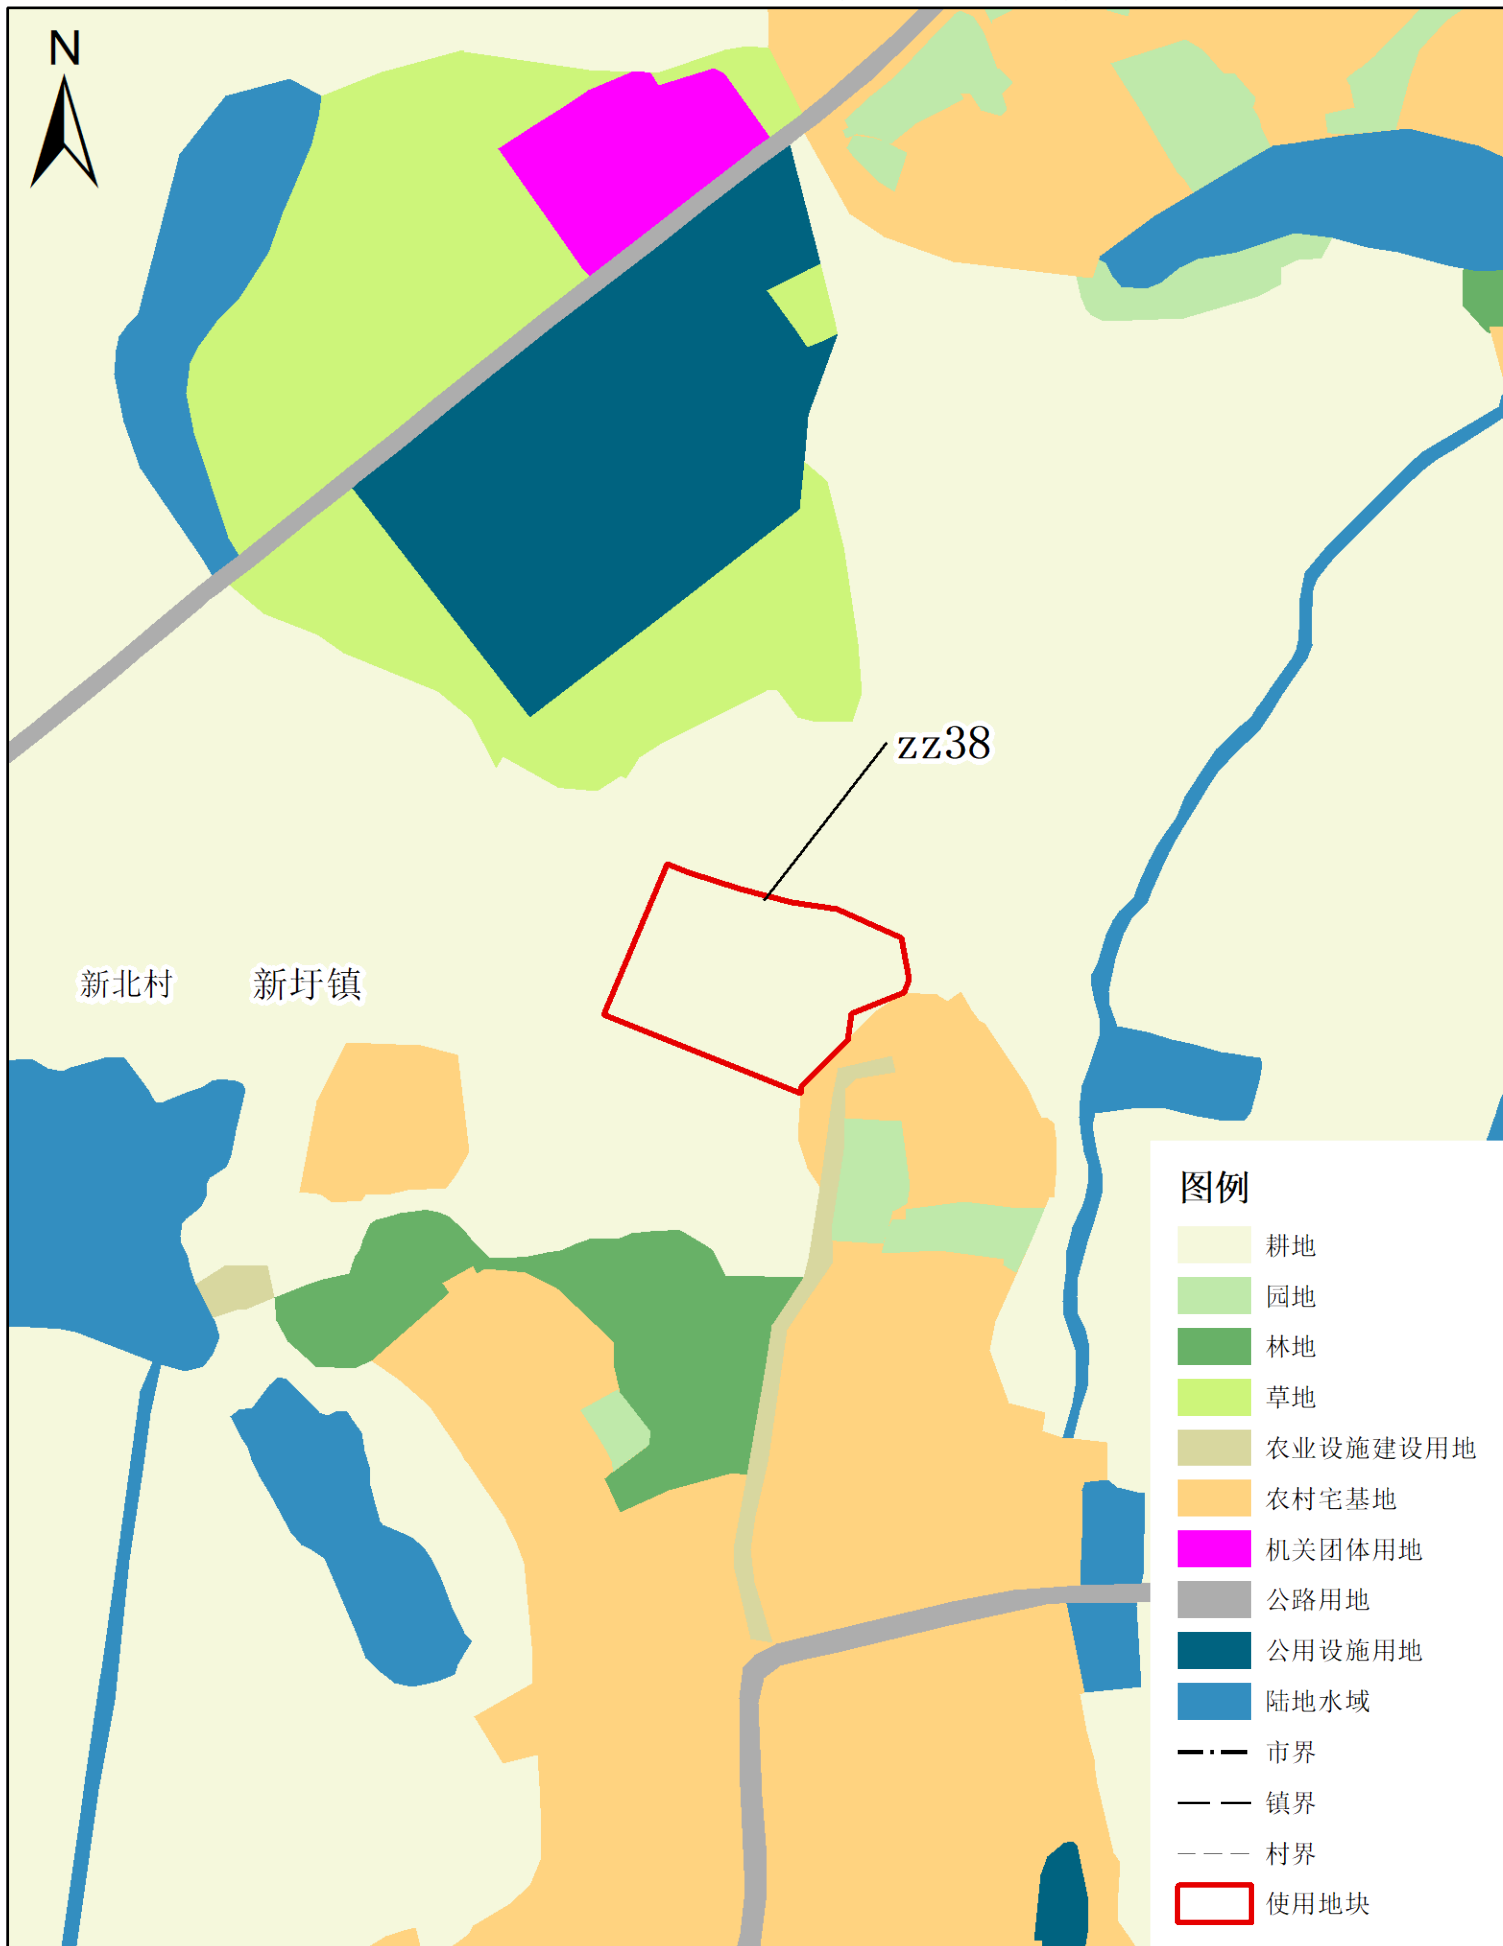 N
zz38
新北村
新圩镇
图例
耕地
园地
林地
草地
农业设施建设用地
农村宅基地
机关团体用地
公路用地
公用设施用地
陆地水域
市界
镇界
村界
使用地块